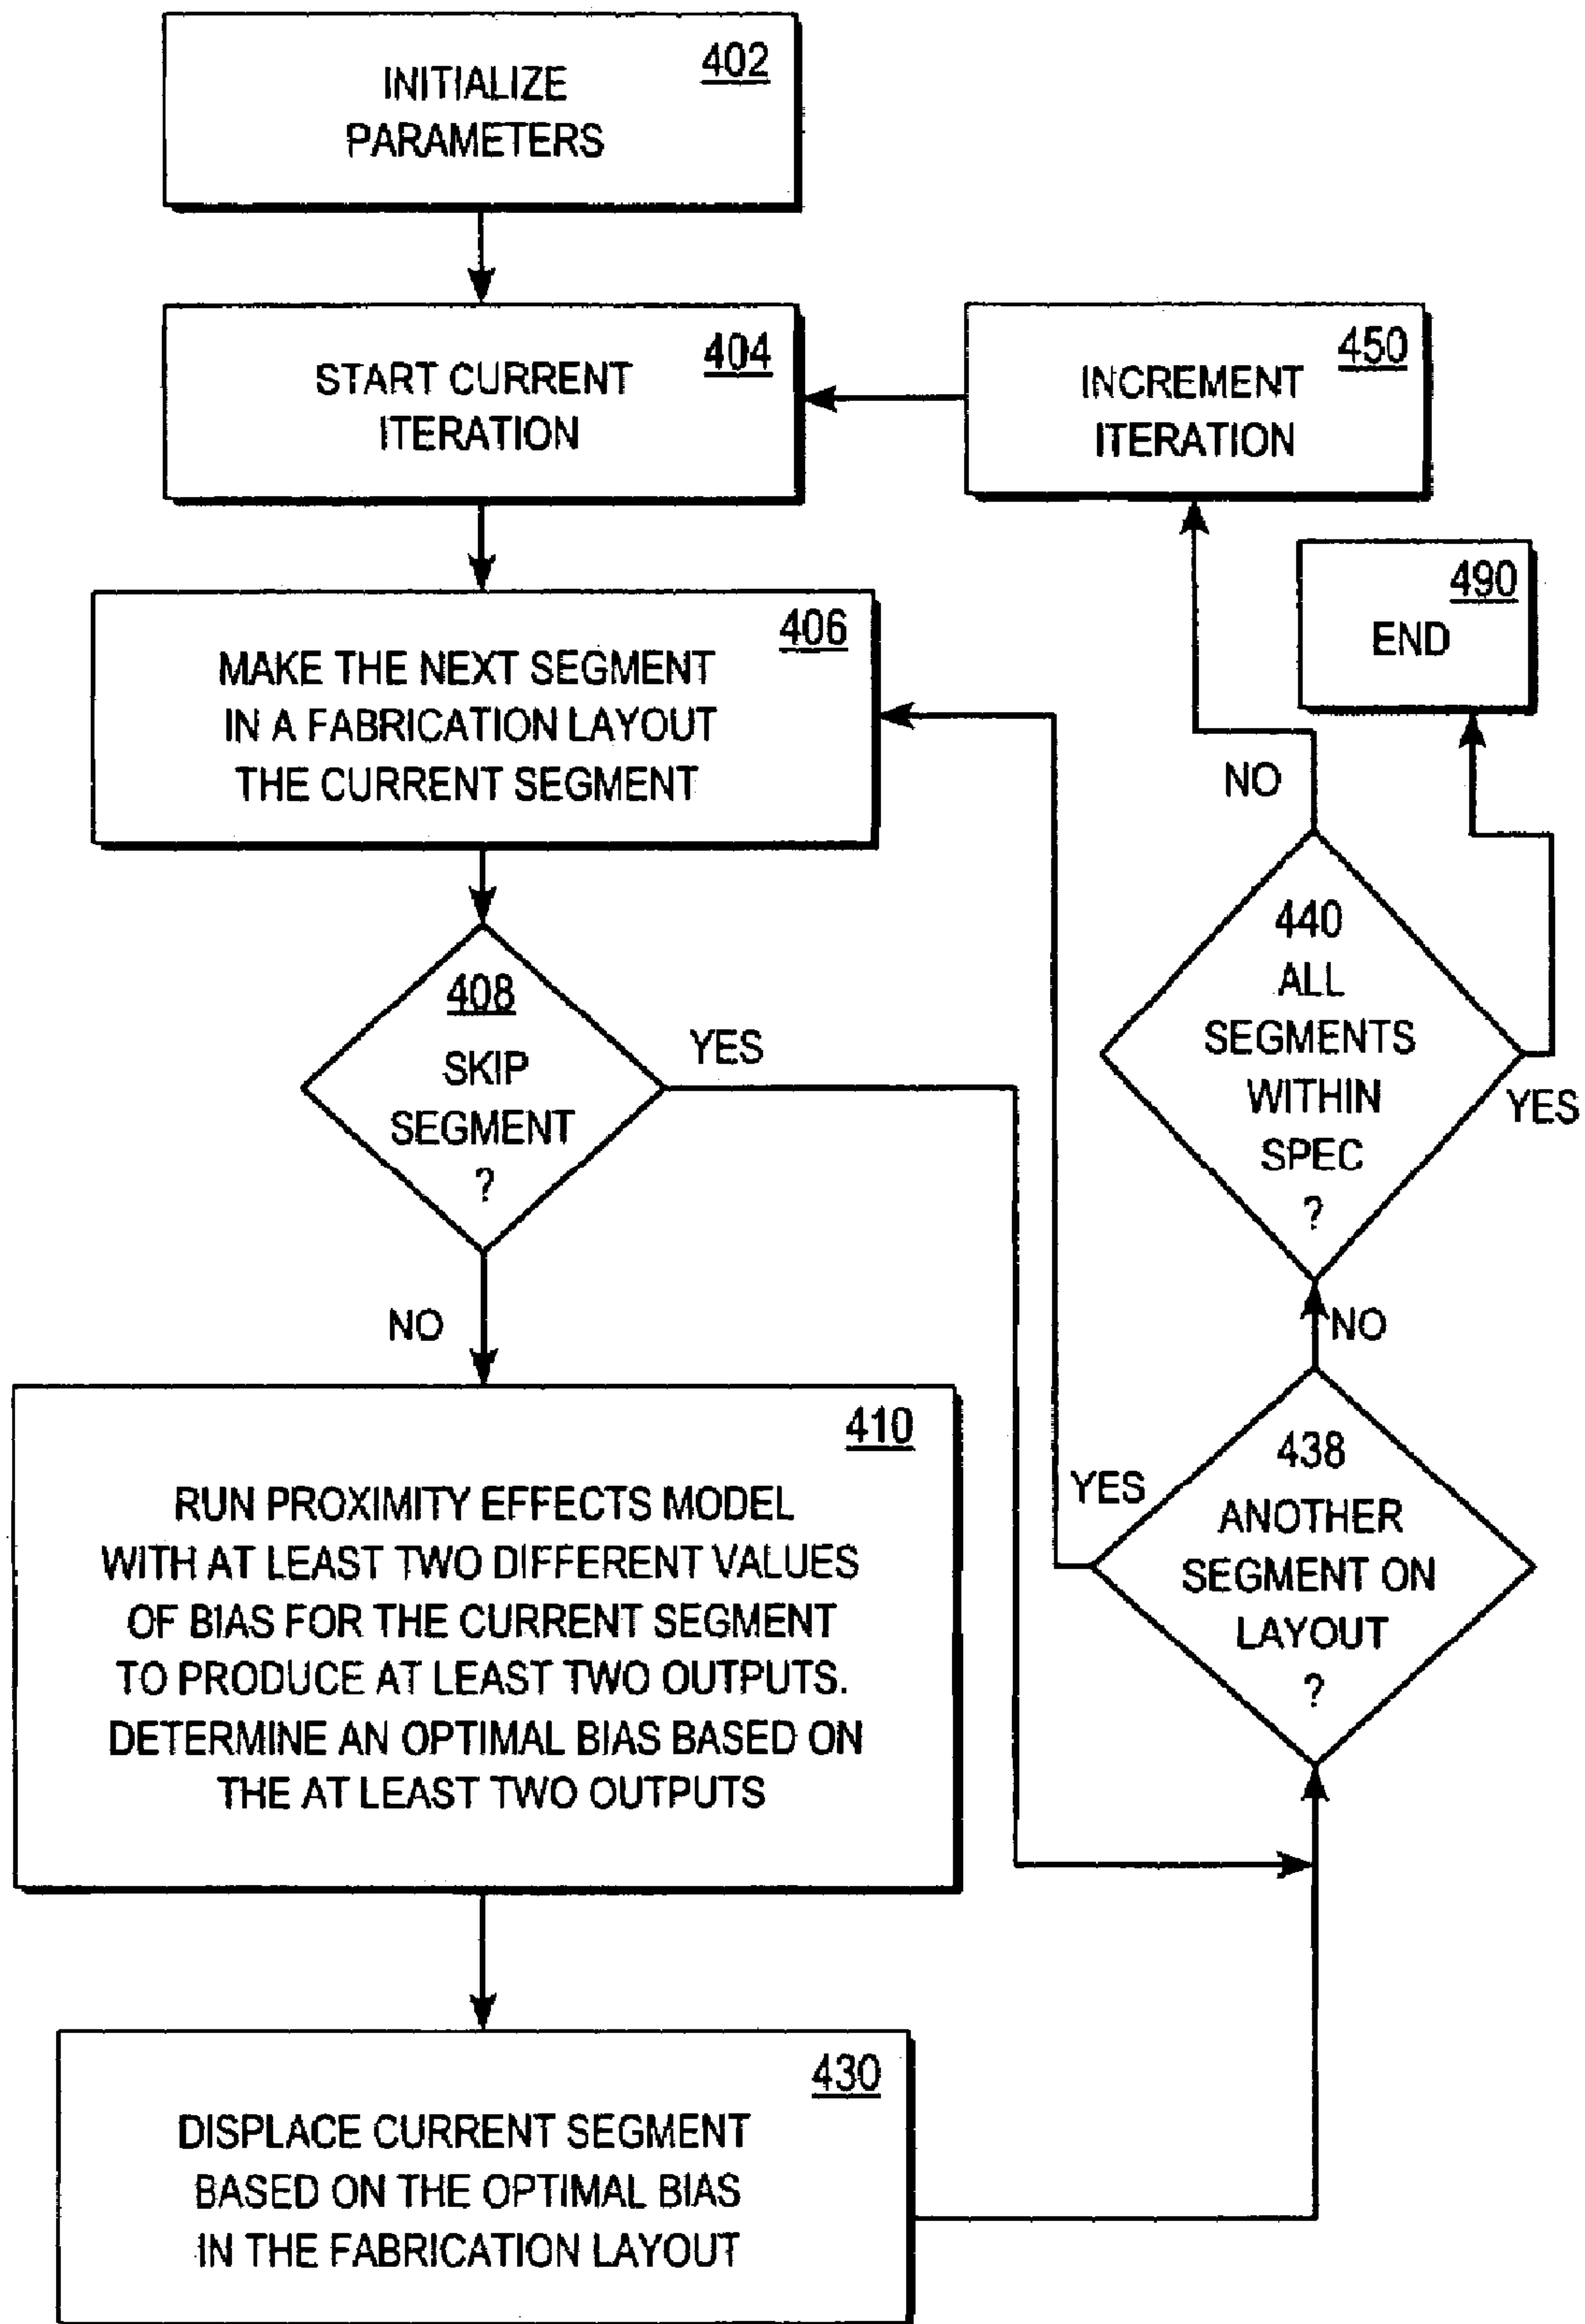 402
INITIALIZE
PARAMETERS
404
START CURRENT
ITERATION
450
INCREMENT
ITERATION
490
END
406
MAKE THE NEXT SEGMENT
IN A FABRICATION LAYOUT
THE CURRENT SEGMENT
NO
408
SKIP
SEGMENT
?
YES
440
ALL
SEGMENTS
WITHIN
SPEC
?
YES
NO
NO
410
RUN PROXIMITY EFFECTS MODEL
WITH AT LEAST TWO DIFFERENT VALUES
OF BIAS FOR THE CURRENT SEGMENT
TO PRODUCE AT LEAST TWO OUTPUTS.
DETERMINE AN OPTIMAL BIAS BASED ON
THE AT LEAST TWO OUTPUTS
YES
438
ANOTHER
SEGMENT ON
LAYOUT
?
430
DISPLACE CURRENT SEGMENT
BASED ON THE OPTIMAL BIAS
IN THE FABRICATION LAYOUT